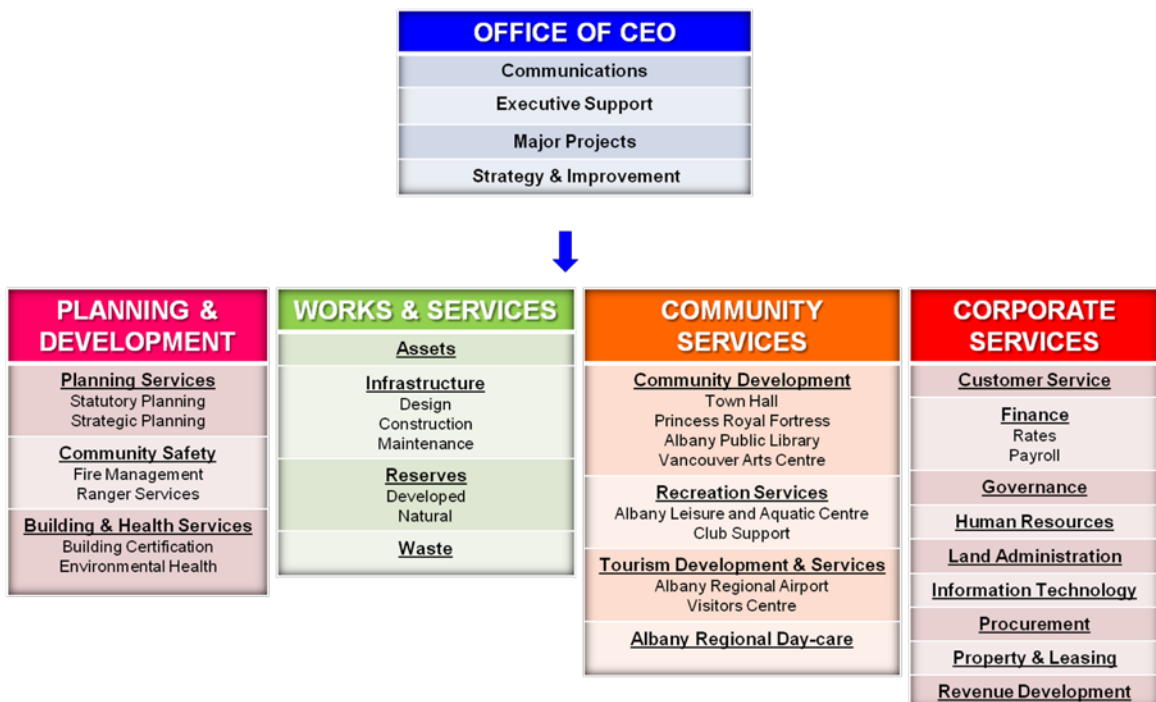 OFFICE OF CEO
Communications
Executive Support
Major Projects
Strategy & Improvement
PLANNING &
DEVELOPMENT
Planning Services
Statutory Planning
Strategic Planning
Community Safety
Fire Management
Ranger Services
Building & Health Services
Building Certification
Environmental Health
WORKS & SERVICES
Assets
Infrastructure
Design
Construction
Maintenance
Reserves
Developed
Natural
Waste
COMMUNITY
SERVICES
Community Development
Town Hall
Princess Royal Fortress
Albany Public Library
Vancouver Arts Centre
Recreation Services
Albany Leisure and Aquatic Centre
Club Support
Tourism Development & Services
Albany Regional Airport
Visitors Centre
Albany Regional Day-care
CORPORATE
SERVICES
Customer Service
Finance
Rates
Payroll
Governance
Human Resources
Land Administration
Information Technology
Procurement
Property & Leasing
Revenue Development